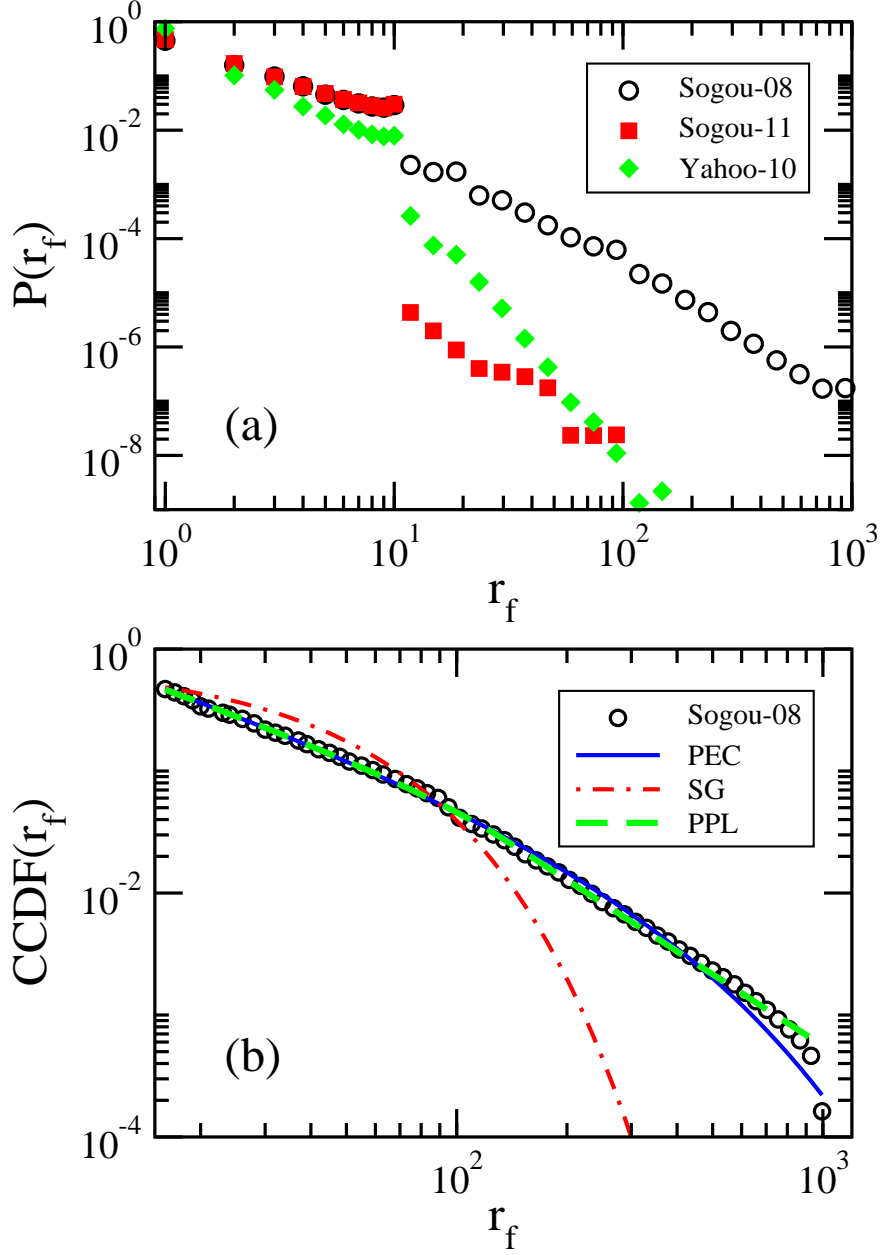 10^0
10^-2
10^-4
10^-6
10^-8
P(r_f)
Sogou-08
Sogou-11
Yahoo-10
(a)
10^0 10^1 10^2 10^3
r_f
10^0
10^-2
10^-4
CCDF(r_f)
Sogou-08
PEC
SG
PPL
(b)
10^2 10^3
r_f